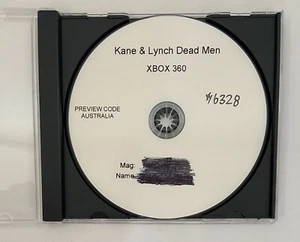 Kane & Lynch Dead Men
XBOX 360
#6328
PREVIEW CODE
AUSTRALIA
Mag:
Name: